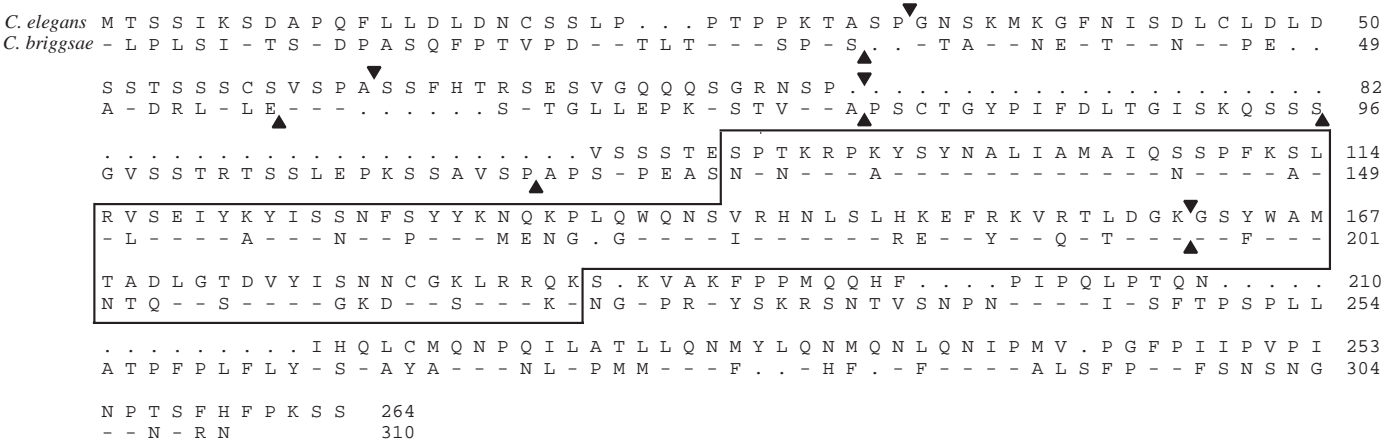 C. elegans M T S S I K S D A P Q F L L D L D N C S S L P . . . P T P P K T A S P G N S K M K G F N I S D L C L D L D 50
C. briggsae - L P L S I - T S - D P A S Q F P T V P D - - T L T - - - S P - S . . - T A - - N E - T - - N - - P E . . 49
S S T S S S C S V S P A S S F H T R S E S V G Q Q Q S G R N S P . . . . . . . . . . . . . . . . . . . . . . . 82
A - D R L - L E - - - . . . . . . S - T G L L E P K - S T V - - A P S C T G Y P I F D L T G I S K Q S S S 96
. . . . . . . . . . . . . . . . . . . . . . . V S S S T E S P T K R P K Y S Y N A L I A M A I Q S S P F K S L 114
G V S S T R T S S L E P K S S A V S P A P S - P E A S N - N - - - A - - - - - - - - - - - - - N - - - - A - 149
R V S E I Y K Y I S S N F S Y Y K N Q K P L Q W Q N S V R H N L S L H K E F R K V R T L D G K G S Y W A M 167
- L - - - - A - - - N - - P - - - M E N G . G - - - - I - - - - - - - R E - - Y - - Q - T - - - - - F - - - 201
T A D L G T D V Y I S N N C G K L R R Q K S . K V A K F P P M Q Q H F . . . . P I P Q L P T Q N . . . . . 210
N T Q - - S - - - - G K D - - S - - - K - N G - P R - Y S K R S N T V S N P N - - - - I - S F T P S P L L 254
. . . . . . . . . I H Q L C M Q N P Q I L A T L L Q N M Y L Q N M Q N L Q N I P M V . P G F P I I P V P I 253
A T P F P L F L Y - S - A Y A - - - N L - P M M - - - F . . - H F . - F - - - - A L S F P - - F S N S N G 304
N P T S F H F P K S S 264
- - N - R N 310